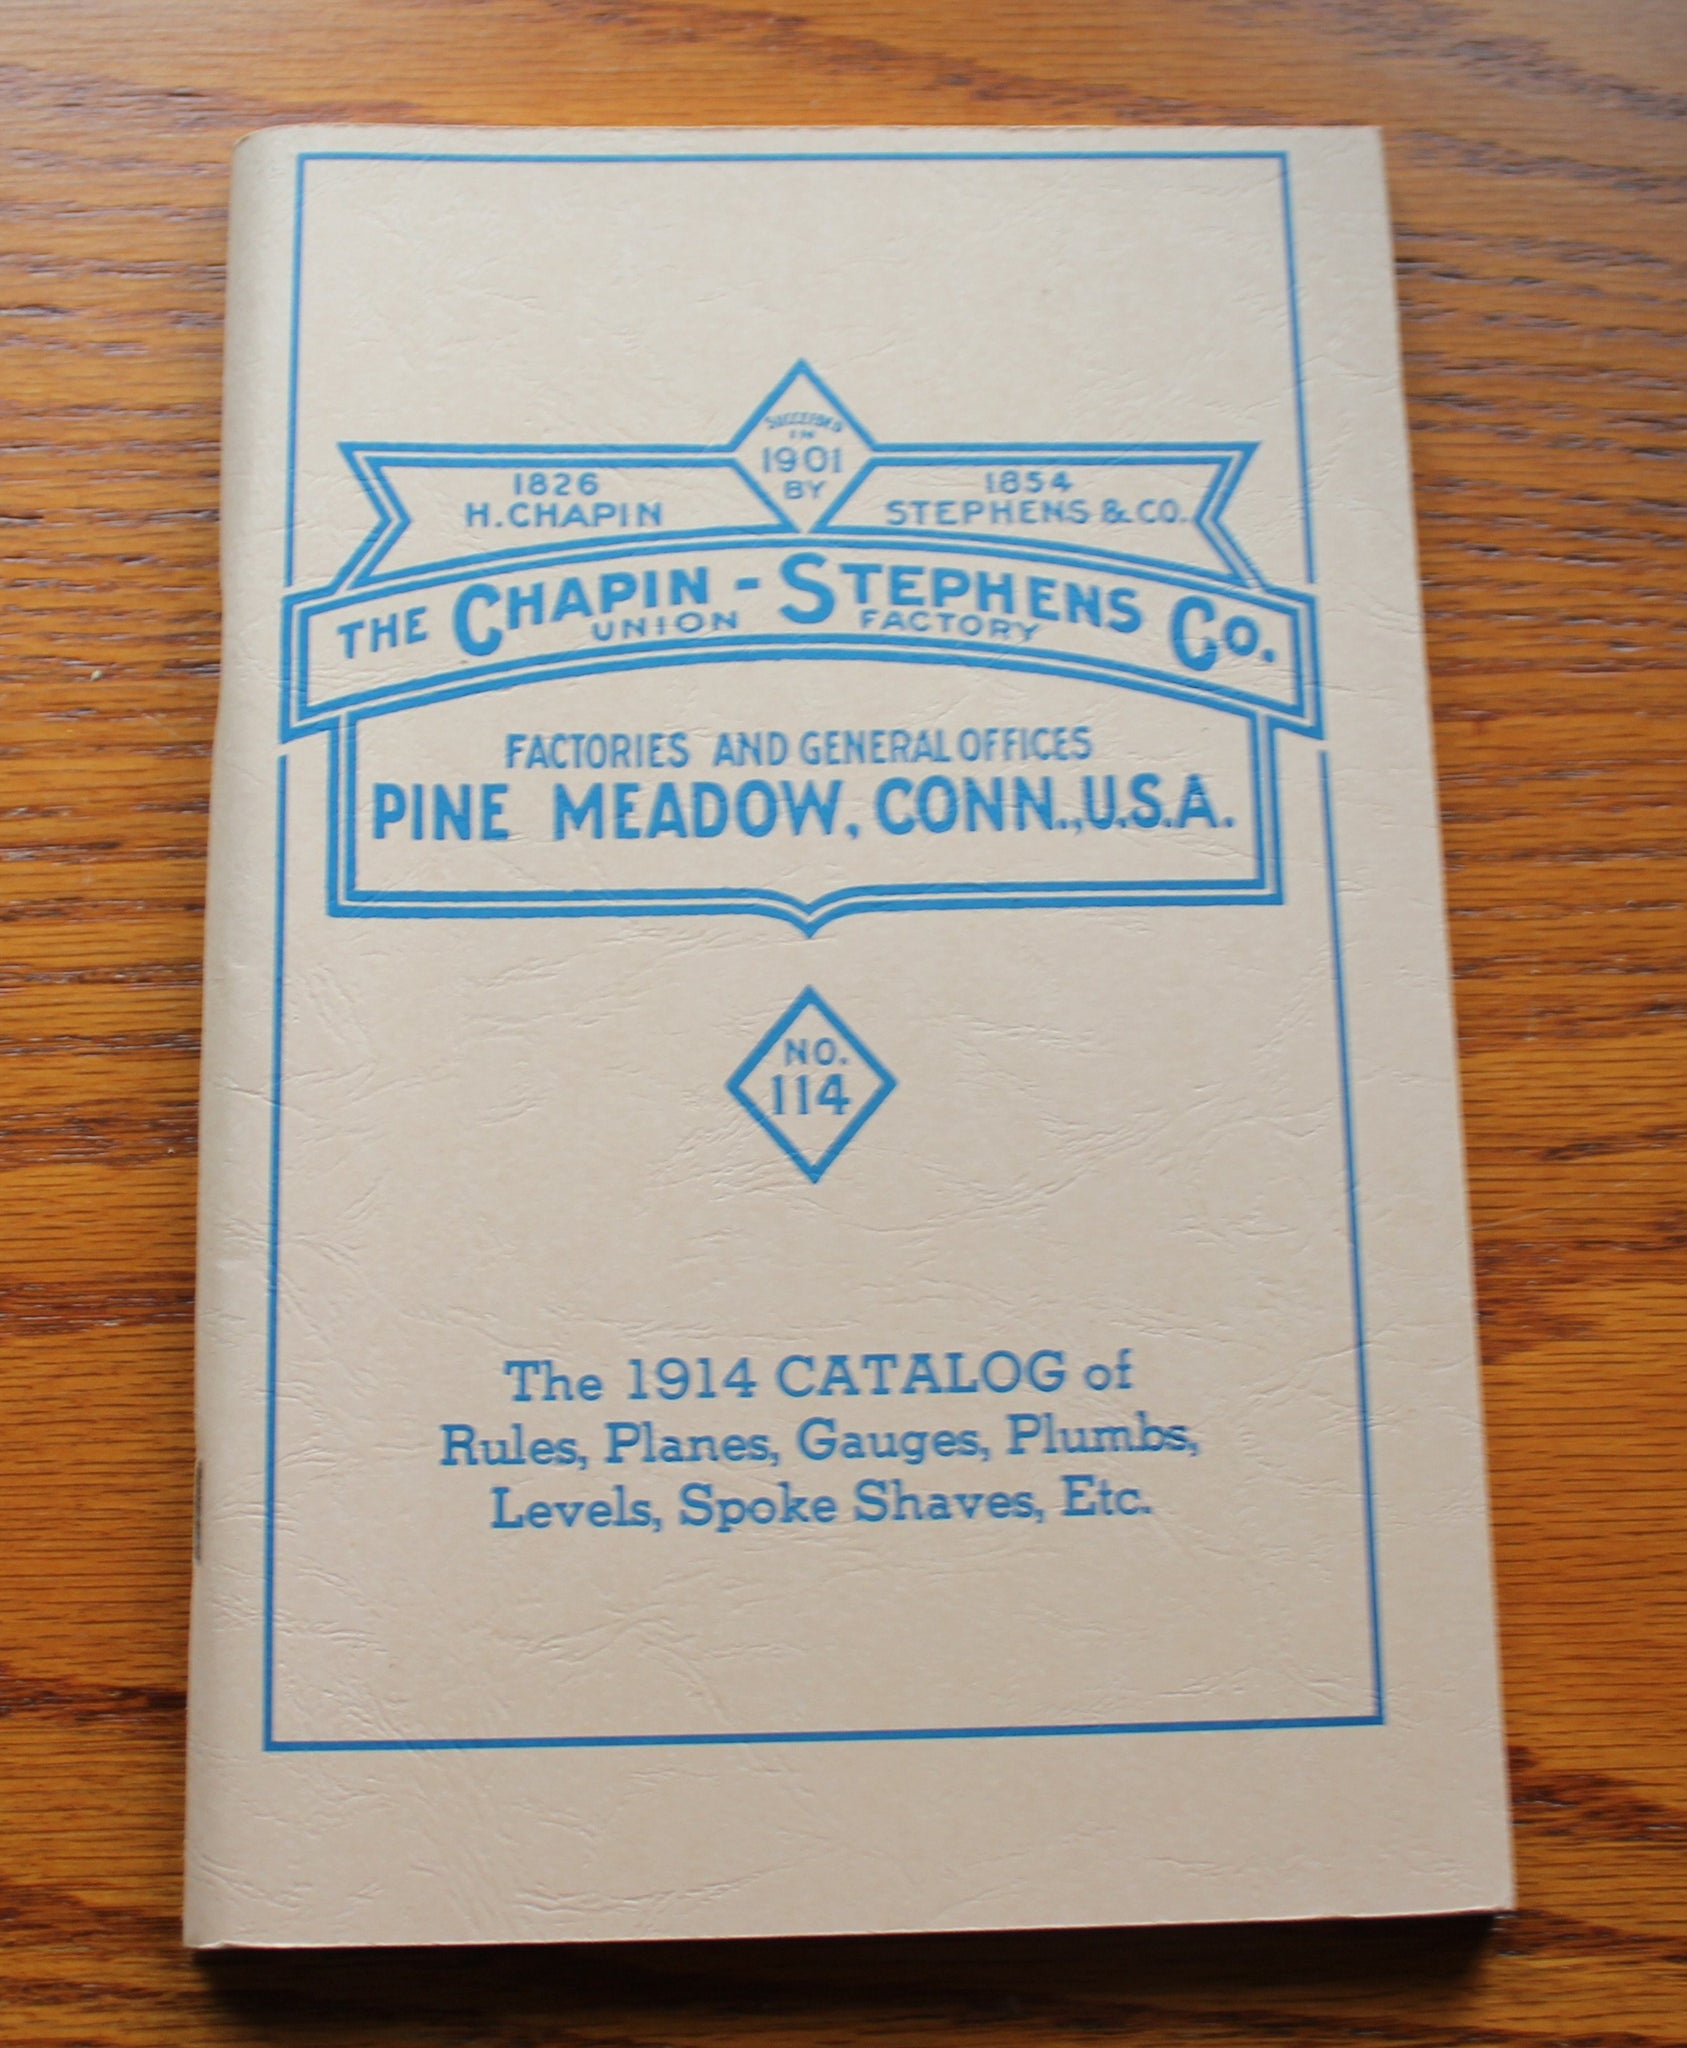 SUCCEEDED
IN
1901
BY
1826
H. CHAPIN
1854
STEPHENS & CO.
THE CHAPIN - STEPHENS CO.
UNION FACTORY
FACTORIES AND GENERAL OFFICES
PINE MEADOW, CONN., U.S.A.
NO.
114
The 1914 CATALOG of
Rules, Planes, Gauges, Plumbs,
Levels, Spoke Shaves, Etc.